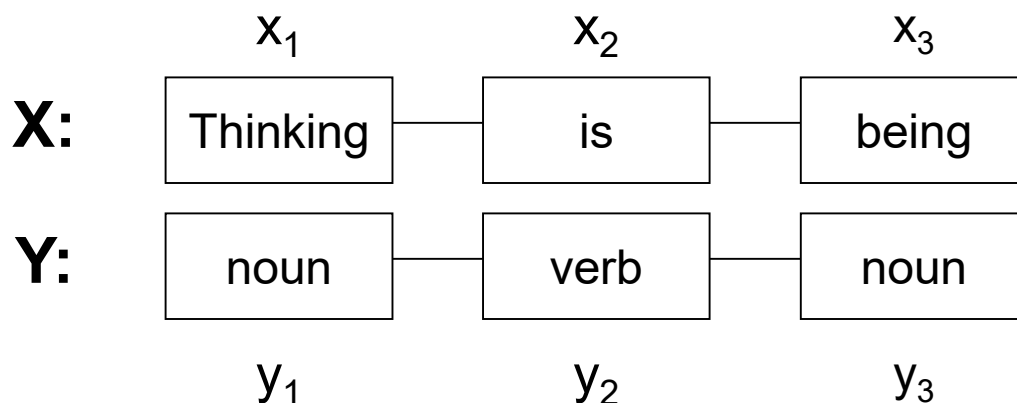 x₁ x₂ x₃
X: Thinking is being
Y: noun verb noun
y₁ y₂ y₃